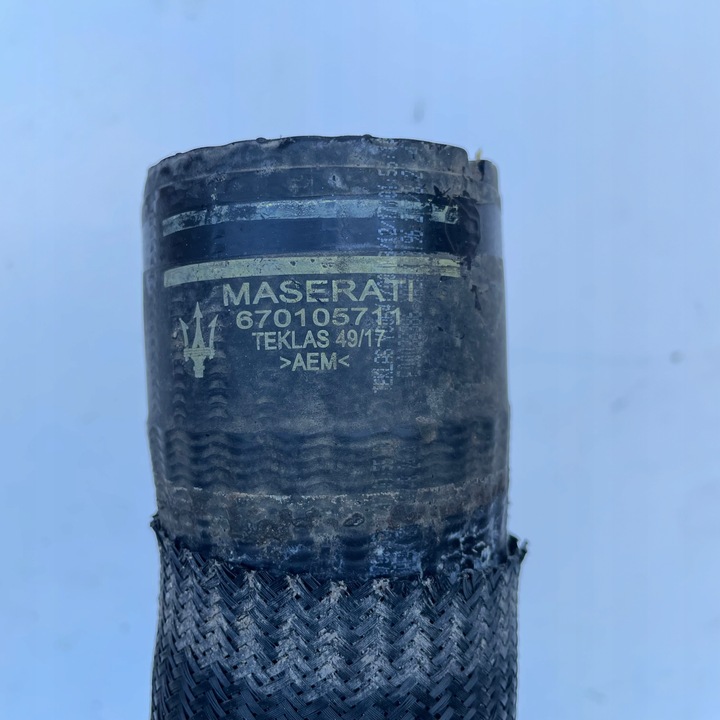 MASERATI
670105711
TEKLAS 49/17
>AEM<